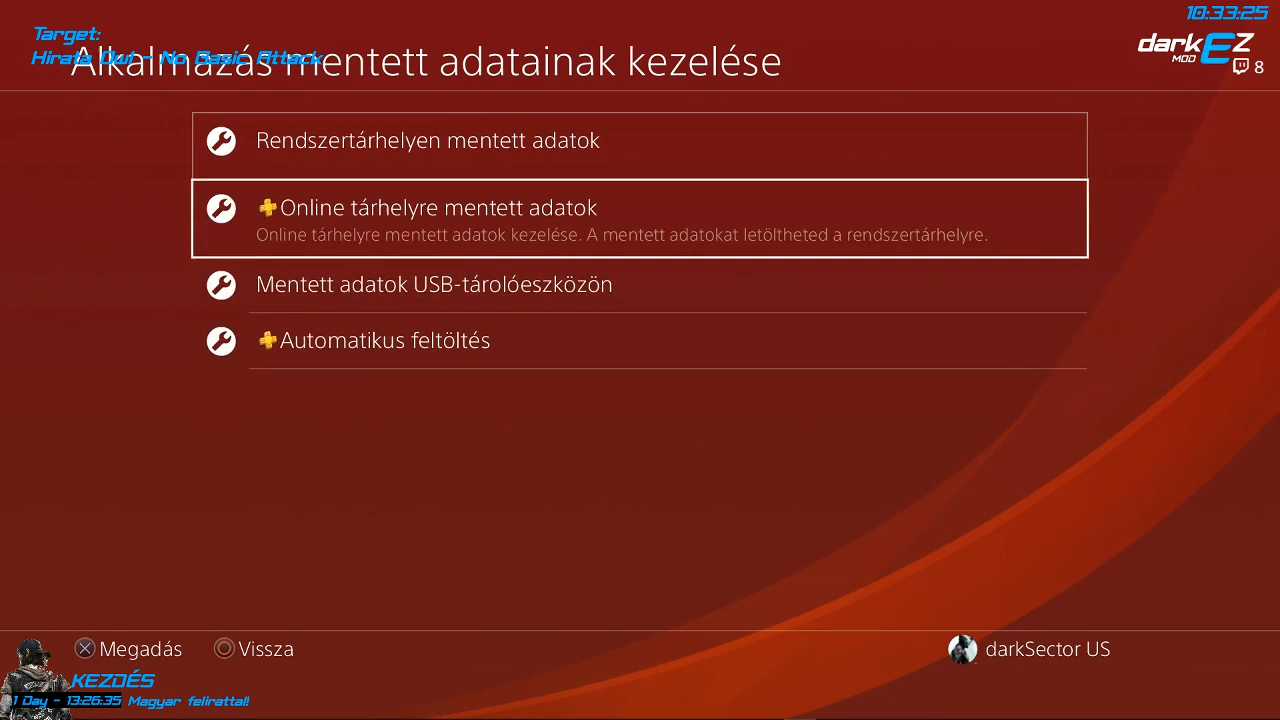 10:33:25
Target:
Hirata Owl - No Basic Attack
Alkalmazás mentett adatainak kezelése
darkEZ
MOD
8
Rendszertárhelyen mentett adatok
Online tárhelyre mentett adatok
Online tárhelyre mentett adatok kezelése. A mentett adatokat letöltheted a rendszertárhelyre.
Mentett adatok USB-tárolóeszközön
Automatikus feltöltés
Megadás
Vissza
darkSector US
KEZDÉS
1 Day - 13:26:35 Magyar felirattal!